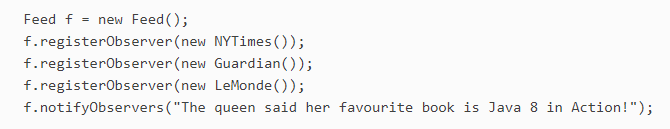 Feed f = new Feed();
f.registerObserver(new NYTimes());
f.registerObserver(new Guardian());
f.registerObserver(new LeMonde());
f.notifyObservers("The queen said her favourite book is Java 8 in Action!");